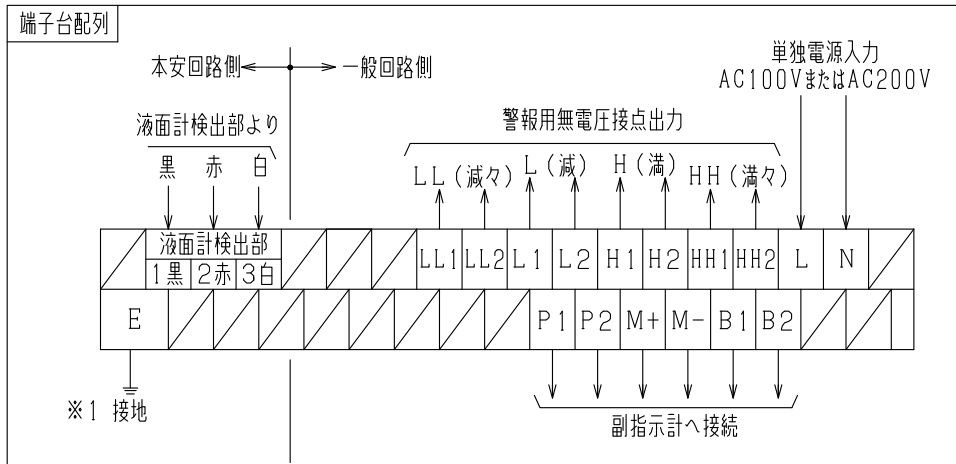 端子台配列
本安回路側
一般回路側
単独電源入力
AC100VまたはAC200V
液面計検出部より
警報用無電圧接点出力
黒 赤 白
LL(減々) L(減) H(満) HH(満々)
液面計検出部
1黒 2赤 3白
LL1 LL2 L1 L2 H1 H2 HH1 HH2 L N
E P1 P2 M+ M- B1 B2
※1 接地
副指示計へ接続